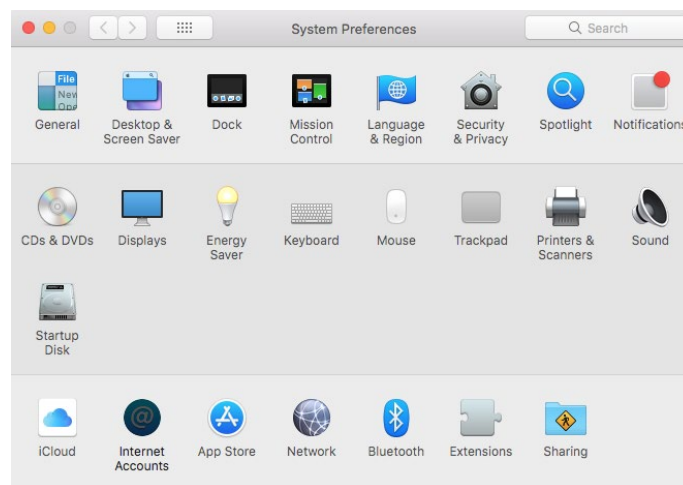 System Preferences
Search
File
New
Ope
General
Desktop &
Screen Saver
Dock
Mission
Control
Language
& Region
Security
& Privacy
Spotlight
Notifications
CDs & DVDs
Displays
Energy
Saver
Keyboard
Mouse
Trackpad
Printers &
Scanners
Sound
Startup
Disk
iCloud
@
Internet
Accounts
App Store
Network
Bluetooth
Extensions
Sharing